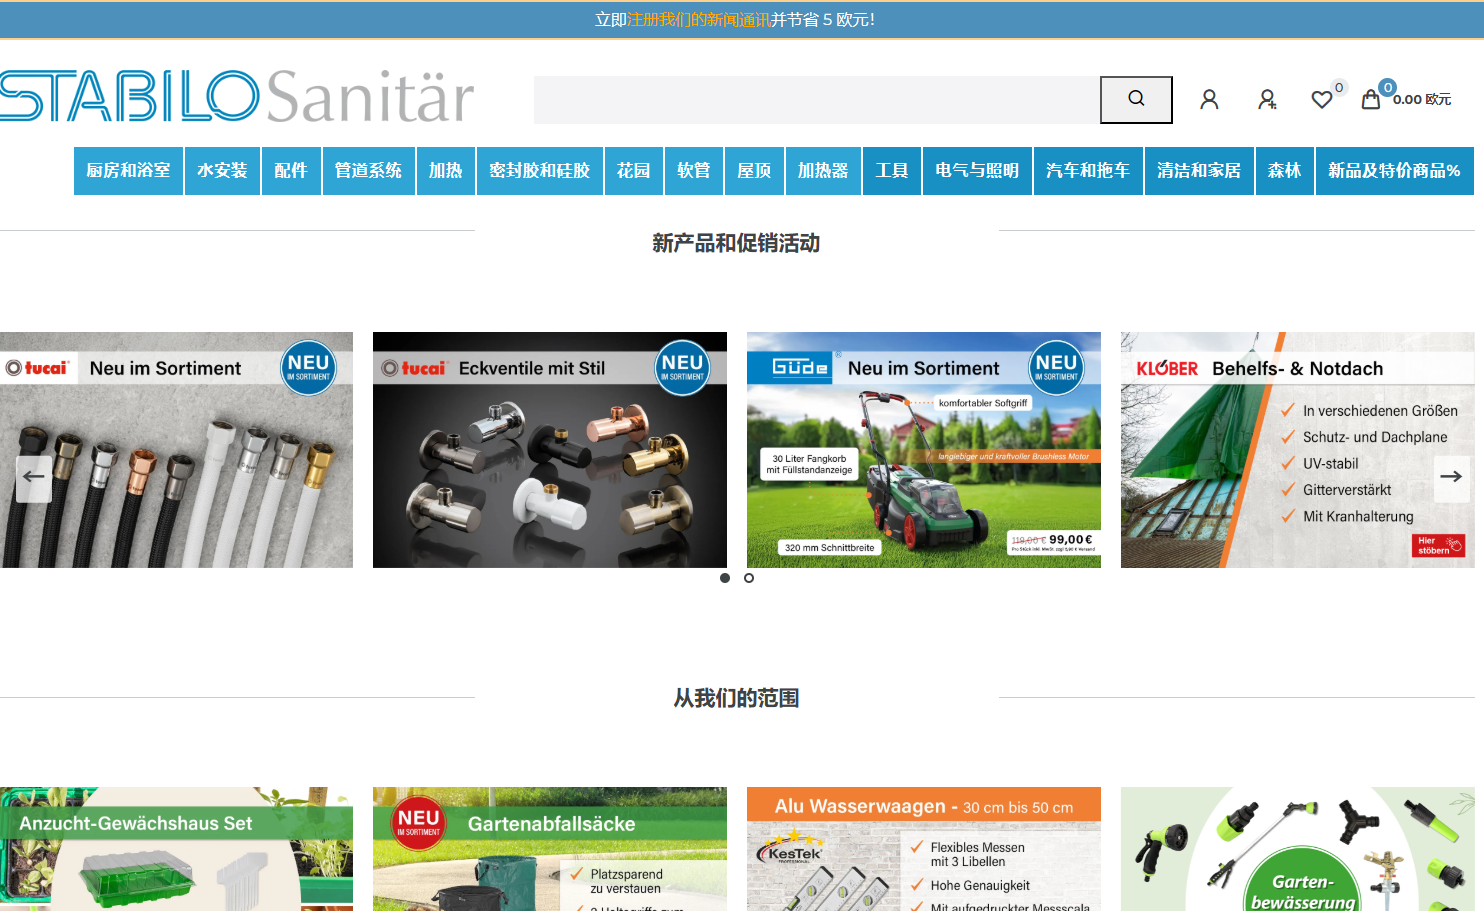 立即注册我们的新闻通讯并节省 5 欧元！
STABILO Sanitär
0
0
0.00 欧元
厨房和浴室 水安装 配件 管道系统 加热 密封胶和硅胶 花园 软管 屋顶 加热器 工具 电气与照明 汽车和拖车 清洁和家居 森林 新品及特价商品%
新产品和促销活动
tucai Neu im Sortiment NEU IM SORTIMENT
tucai Eckventile mit Stil NEU IM SORTIMENT
Güde Neu im Sortiment NEU IM SORTIMENT
komfortabler Softgriff
30 Liter Fangkorb
mit Füllstandanzeige
langlebiger und kraftvoller Brushless Motor
320 mm Schnittbreite
119,00 € 99,00 €
Pro Stück inkl. MwSt. zzgl 5,90 € Versand
KLÖBER Behelfs- & Notdach
In verschiedenen Größen
Schutz- und Dachplane
UV-stabil
Gitterverstärkt
Mit Kranhalterung
Hier
stöbern
从我们的范围
Anzucht-Gewächshaus Set
NEU IM SORTIMENT Gartenabfallsäcke
Platzsparend
zu verstauen
Alu Wasserwaagen - 30 cm bis 50 cm
KesTek PROFESSIONAL
Flexibles Messen
mit 3 Libellen
Hohe Genauigkeit
Mit aufgedruckter Messscala
Garten-
bewässerung